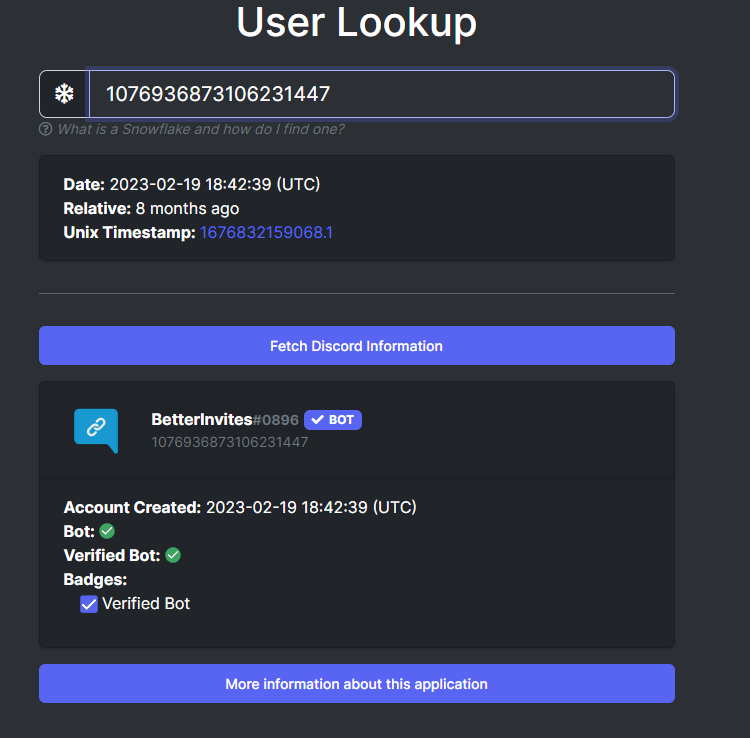 User Lookup
1076936873106231447
What is a Snowflake and how do I find one?
Date: 2023-02-19 18:42:39 (UTC)
Relative: 8 months ago
Unix Timestamp: 1676832159068.1
Fetch Discord Information
BetterInvites#0896 BOT
1076936873106231447
Account Created: 2023-02-19 18:42:39 (UTC)
Bot:
Verified Bot:
Badges:
Verified Bot
More information about this application